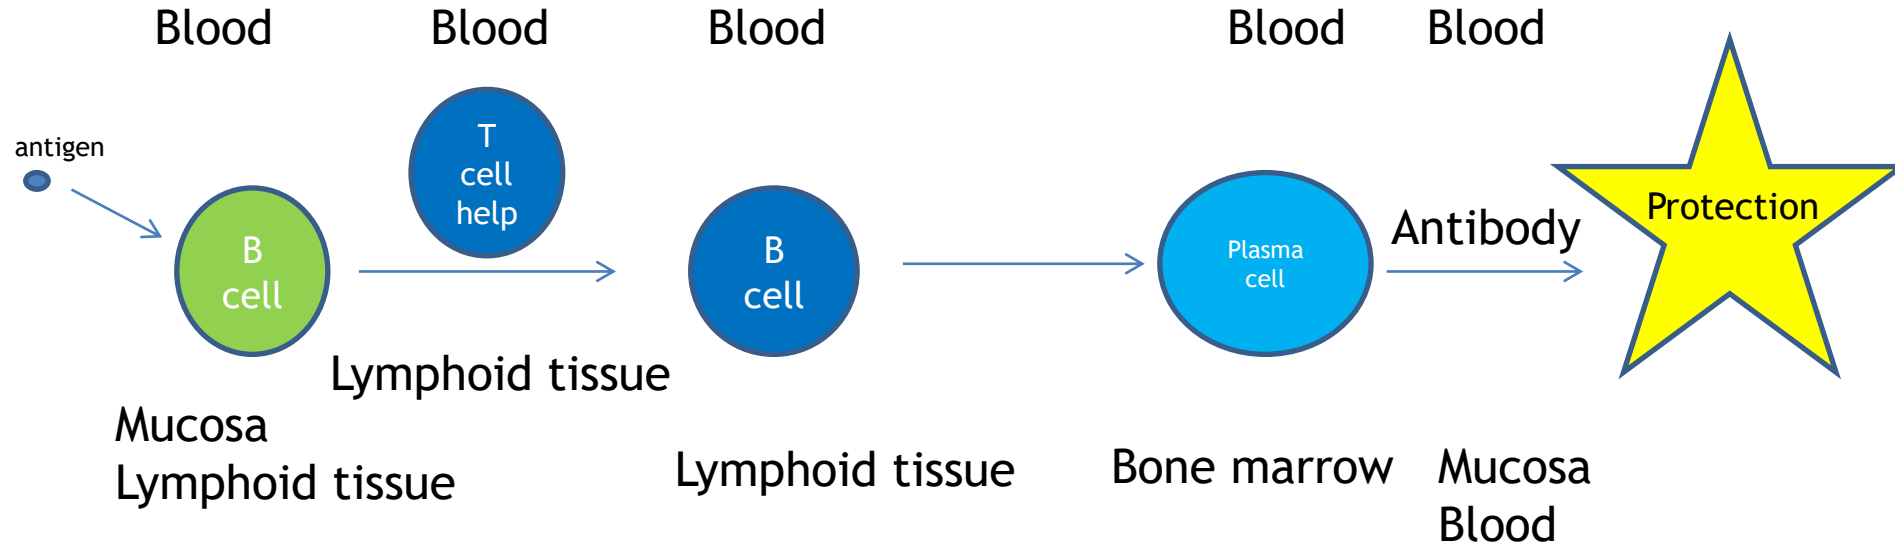 Blood
Blood
Blood
Blood
Blood
antigen
B
cell
T
cell
help
B
cell
Plasma
cell
Antibody
Protection
Lymphoid tissue
Mucosa
Lymphoid tissue
Lymphoid tissue
Bone marrow
Mucosa
Blood